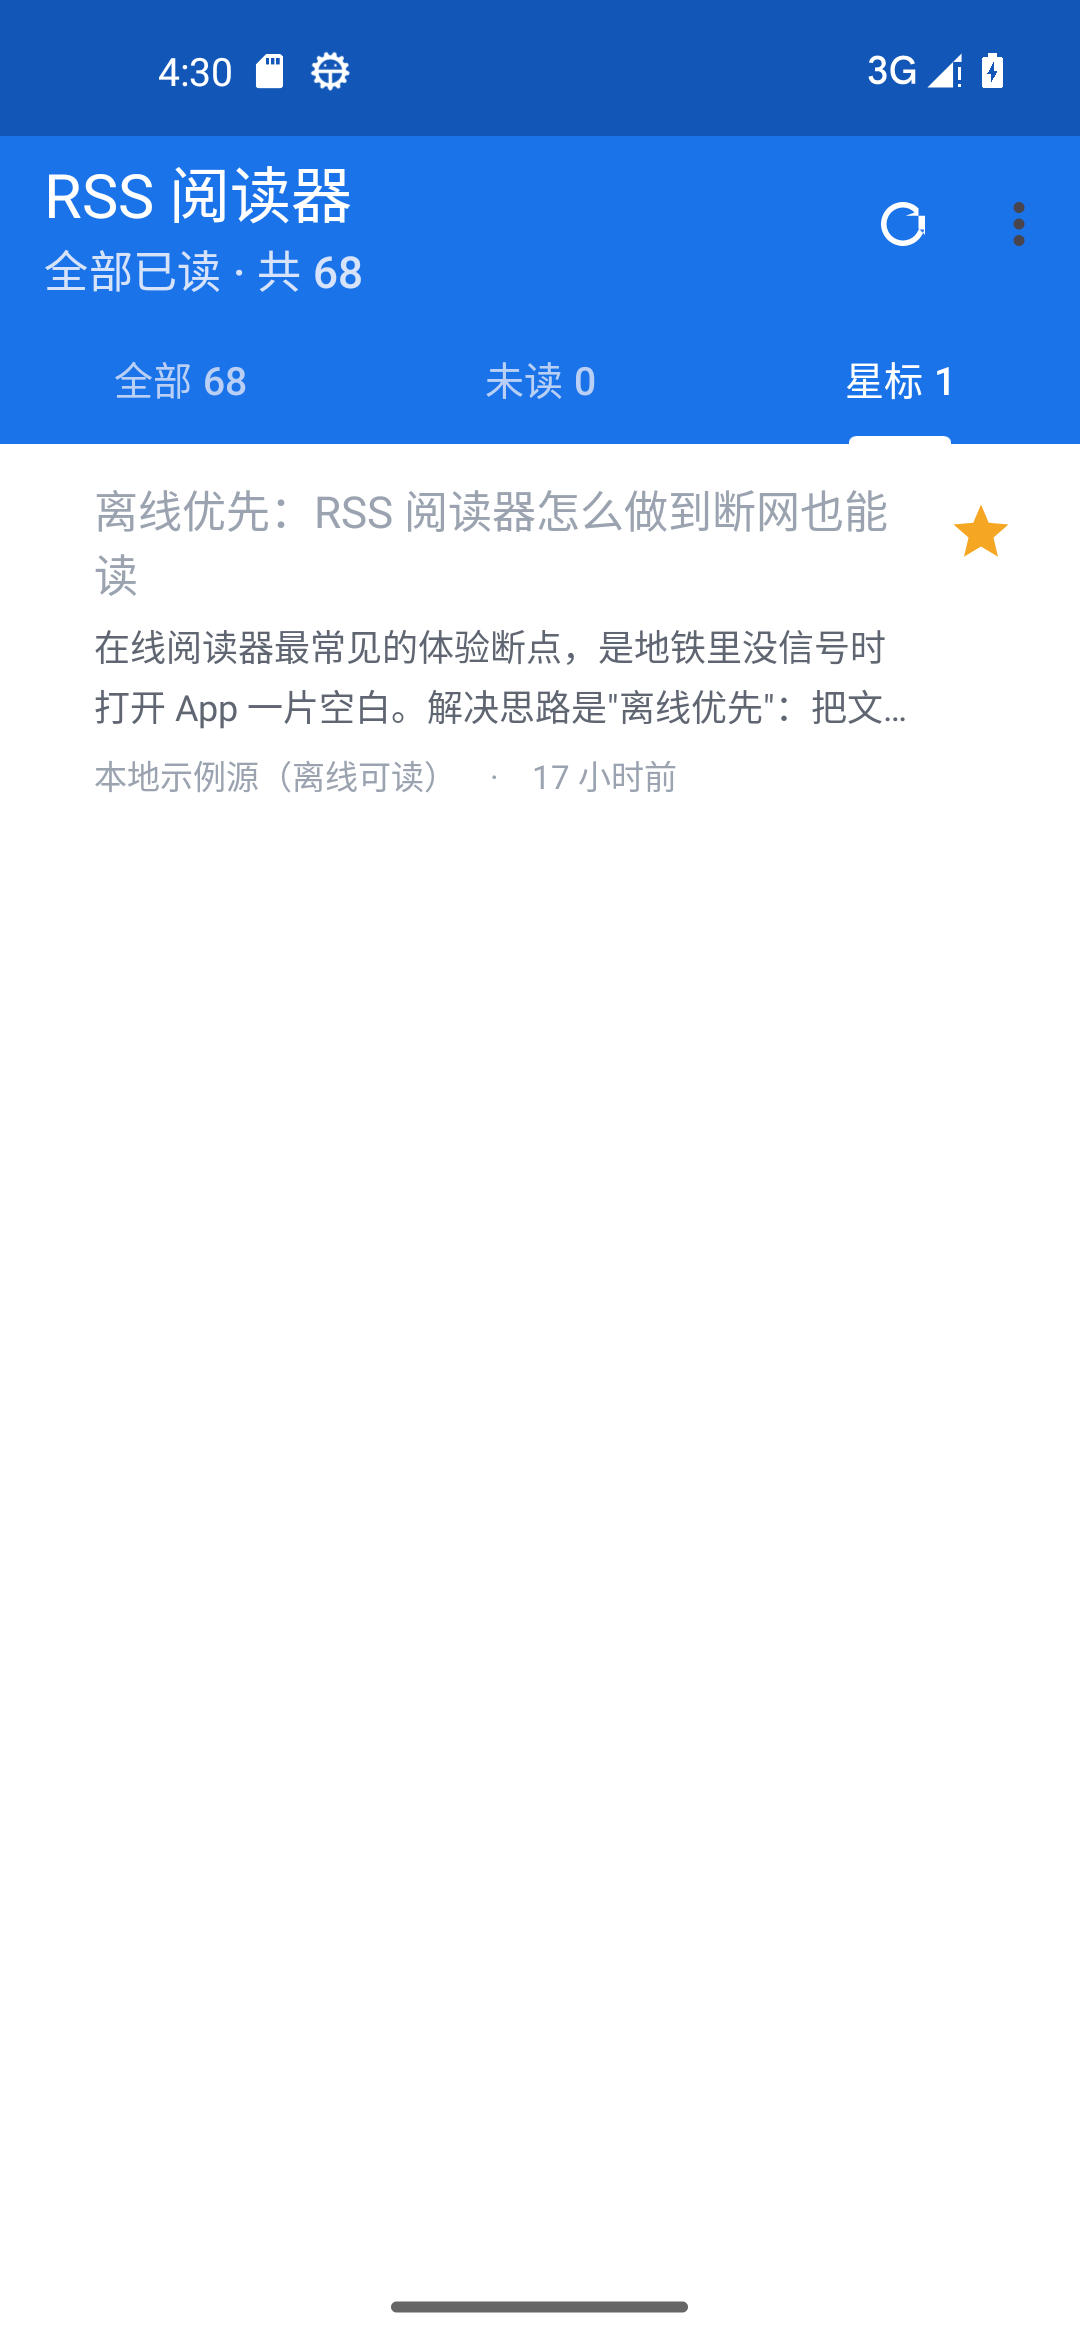 4:30
3G
RSS 阅读器
全部已读 · 共 68
全部 68
未读 0
星标 1
离线优先：RSS 阅读器怎么做到断网也能
读
在线阅读器最常见的体验断点，是地铁里没信号时
打开 App 一片空白。解决思路是"离线优先"：把文…
本地示例源（离线可读） · 17 小时前